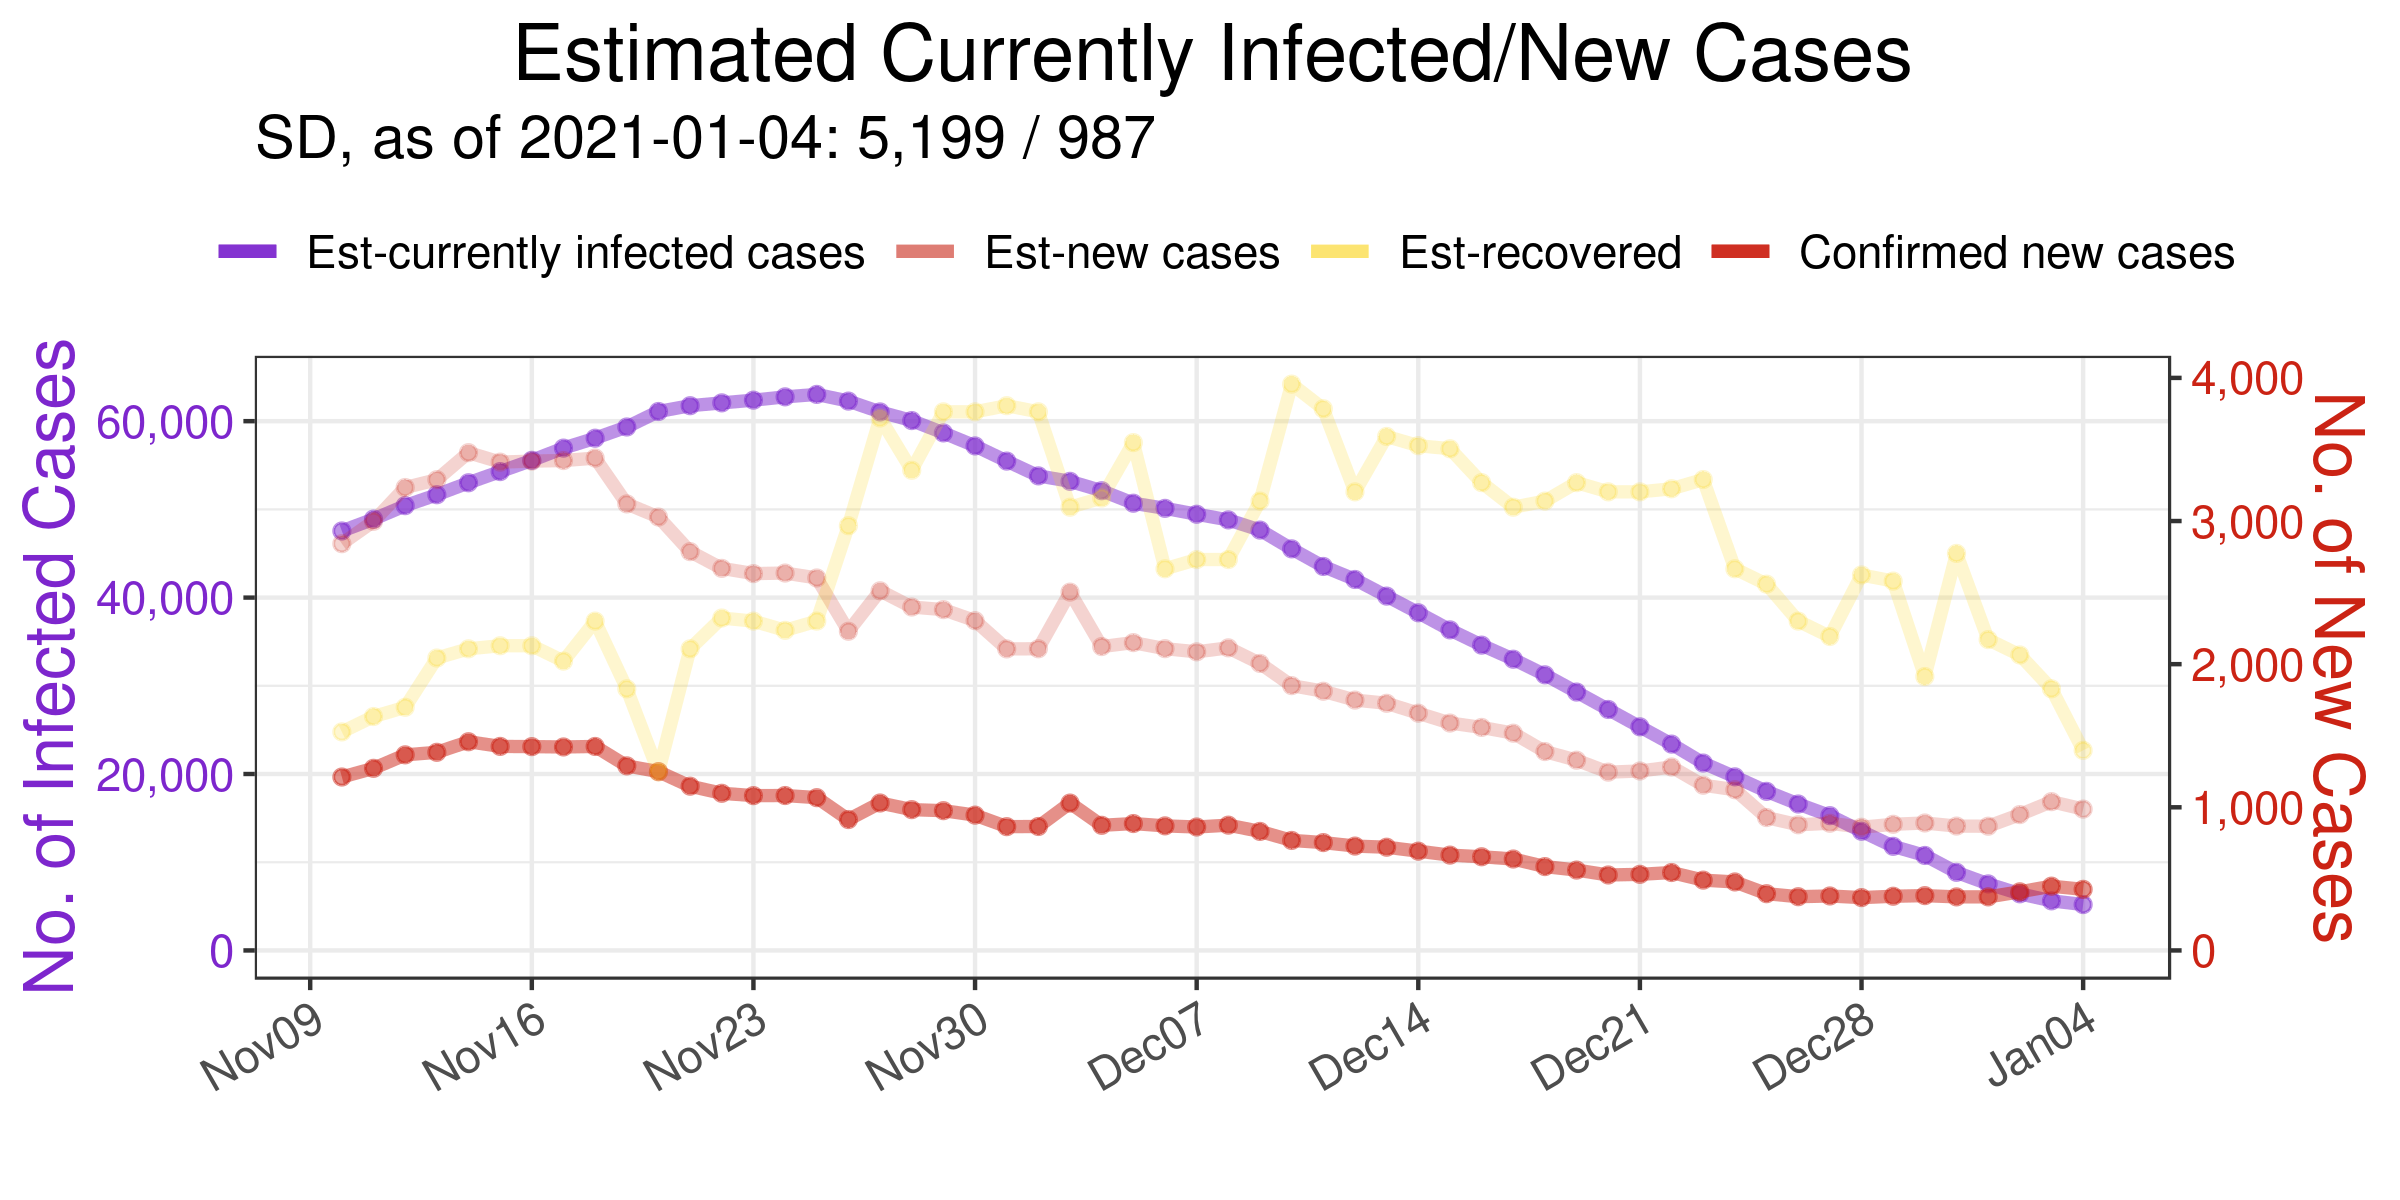 Estimated Currently Infected/New Cases
SD, as of 2021-01-04: 5,199 / 987
Est-currently infected cases Est-new cases Est-recovered Confirmed new cases
No. of Infected Cases
60,000
40,000
20,000
0
4,000
3,000
2,000
1,000
0
No. of New Cases
Nov09 Nov16 Nov23 Nov30 Dec07 Dec14 Dec21 Dec28 Jan04